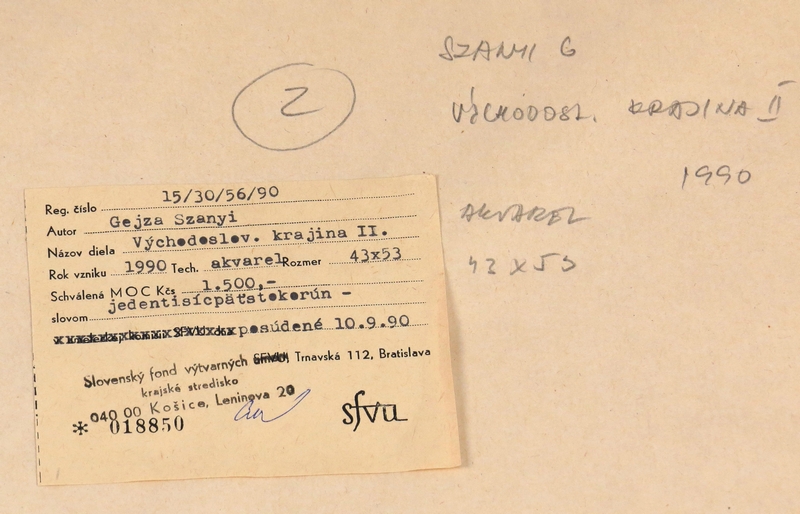 SZANYI G
2
VÝCHODOSL. KRAJINA II
1990
AKVAREL
43 x 53
Reg. číslo 15/30/56/90
Autor Gejza Szanyi
Názov diela Východoslov. krajina II.
Rok vzniku 1990 Tech. akvarel Rozmer 43x53
Schválená MOC Kčs 1.500,-
slovom jedentisícpäťstokorún -
posúdené 10.9.90
Slovenský fond výtvarných Trnavská 112, Bratislava
krajské stredisko
040 00 Košice, Leninova 20
* 018850
sfvu